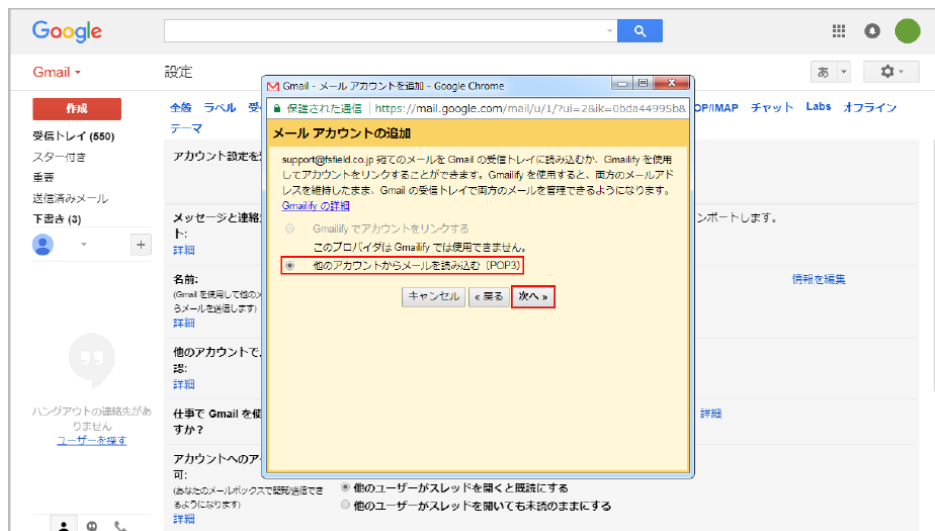 Google
Gmail
設定
あ
作成
受信トレイ (550)
スター付き
重要
送信済みメール
下書き (3)
ハングアウトの連絡先がありません
ユーザーを探す
全般 ラベル 受 OP/IMAP チャット Labs オフライン
テーマ
アカウント設定を
メッセージと連絡
ト:
詳細
ンポートします。
名前:
(Gmail を使用して他の
らメールを送信します)
詳細
情報を編集
他のアカウントで
認:
詳細
仕事で Gmail を使
すか?
詳細
アカウントへのア
可:
(あなたのメールボックスで閲覧/送信でき
るようになります)
詳細
他のユーザーがスレッドを開くと既読にする
他のユーザーがスレッドを開いても未読のままにする
Gmail - メール アカウントを追加 - Google Chrome
保護された通信 https://mail.google.com/mail/u/1/?ui=2&ik=0bda44995b&
メール アカウントの追加
support@fsfield.co.jp 宛てのメールを Gmail の受信トレイに読み込むか、Gmailify を使用
してアカウントをリンクすることができます。Gmailify を使用すると、両方のメールアド
レスを維持したまま、Gmail の受信トレイで両方のメールを管理できるようになります。
Gmailify の詳細
Gmailify でアカウントをリンクする
このプロバイダは Gmailify では使用できません。
他のアカウントからメールを読み込む (POP3)
キャンセル « 戻る 次へ »